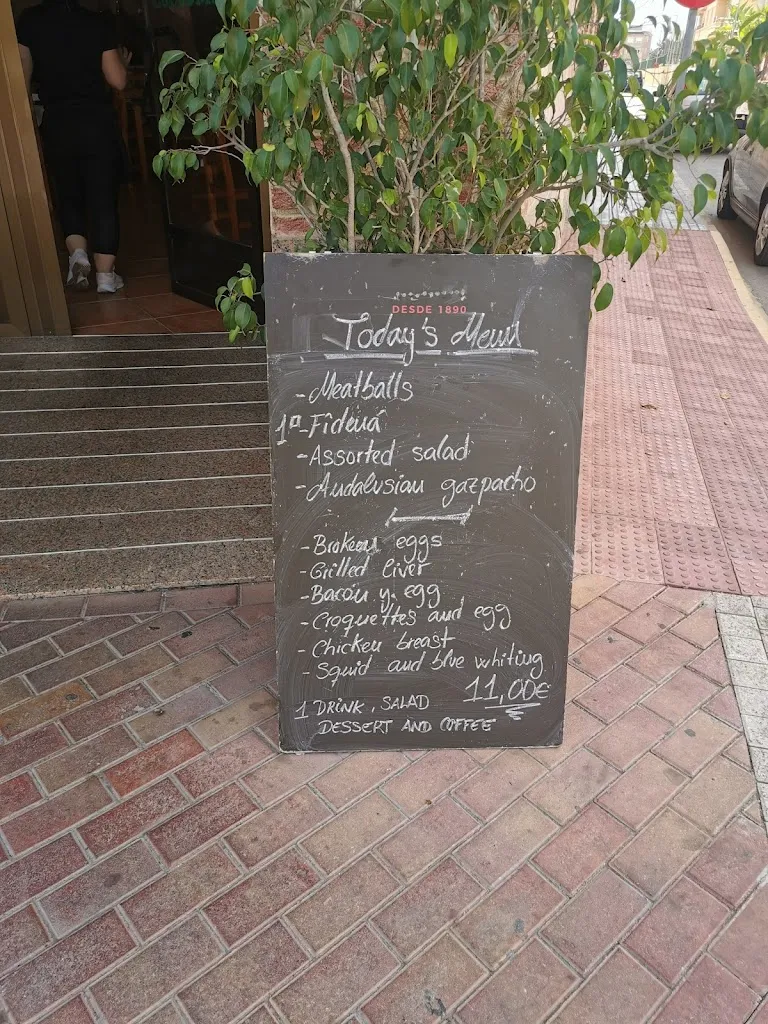 DESDE 1890
Today's Menu
- Meatballs
1º - Fideuá
- Assorted salad
- Andalusian gazpacho
- Broken eggs
- Grilled liver
- Bacon y egg
- Croquettes and egg
- Chicken breast
- Squid and blue whiting
11,00€
1 DRINK, SALAD
DESSERT AND COFFEE